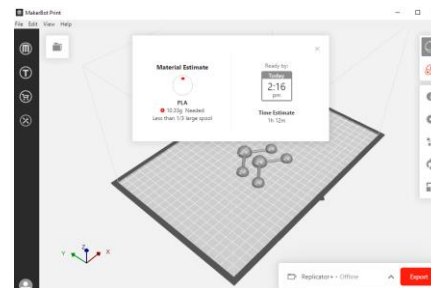 MakerBot Print
File Edit View Help
Material Estimate
PLA
10.20g Needed
Less than 1/3 large spool
Ready by:
Today
2:16
pm
Time Estimate
1h 12m
Y Z X
Replicator+ • Offline
Export